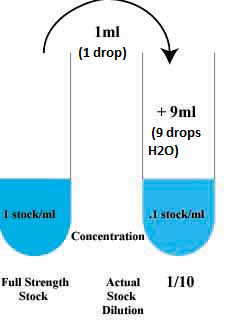 1ml
(1 drop)
+ 9ml
(9 drops
H2O)
1 stock/ml
.1 stock/ml
Concentration
Full Strength
Stock
Actual
Stock
Dilution
1/10